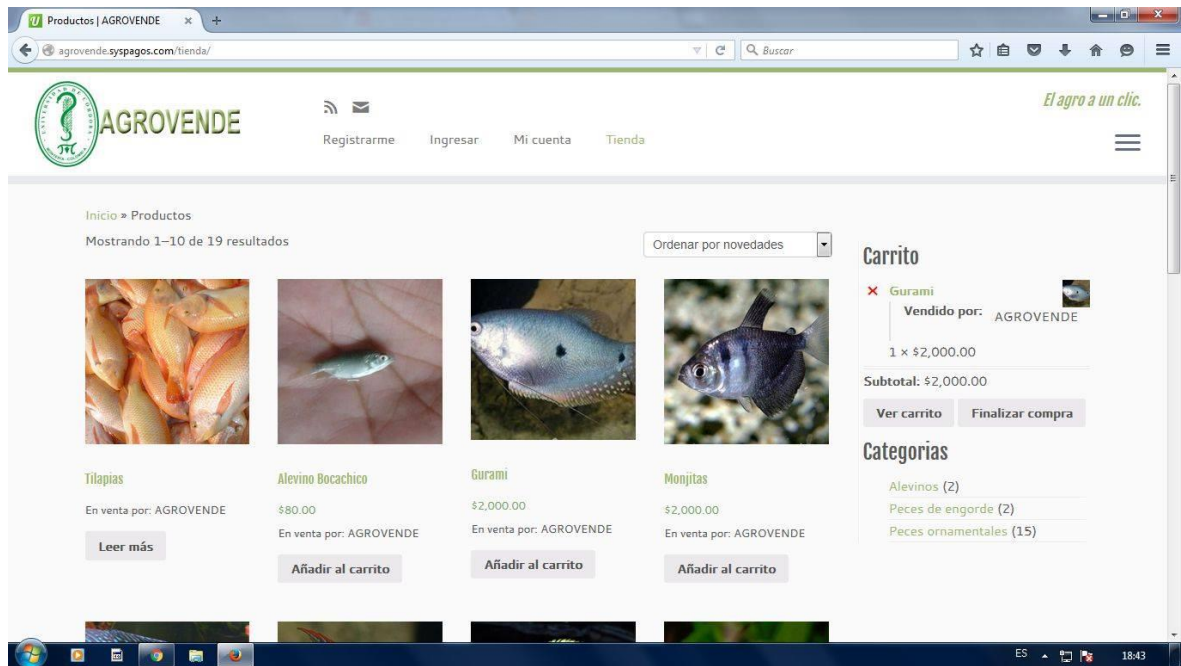 Productos | AGROVENDE
agrovende.syspagos.com/tienda/
Buscar
AGROVENDE
El agro a un clic.
Registrarme Ingresar Mi cuenta Tienda
Inicio » Productos
Mostrando 1–10 de 19 resultados
Ordenar por novedades
Tilapias
En venta por: AGROVENDE
Leer más
Alevino Bocachico
$80.00
En venta por: AGROVENDE
Añadir al carrito
Gurami
$2,000.00
En venta por: AGROVENDE
Añadir al carrito
Monjitas
$2,000.00
En venta por: AGROVENDE
Añadir al carrito
Carrito
Gurami
Vendido por: AGROVENDE
1 × $2,000.00
Subtotal: $2,000.00
Ver carrito Finalizar compra
Categorias
Alevinos (2)
Peces de engorde (2)
Peces ornamentales (15)
ES 18:43